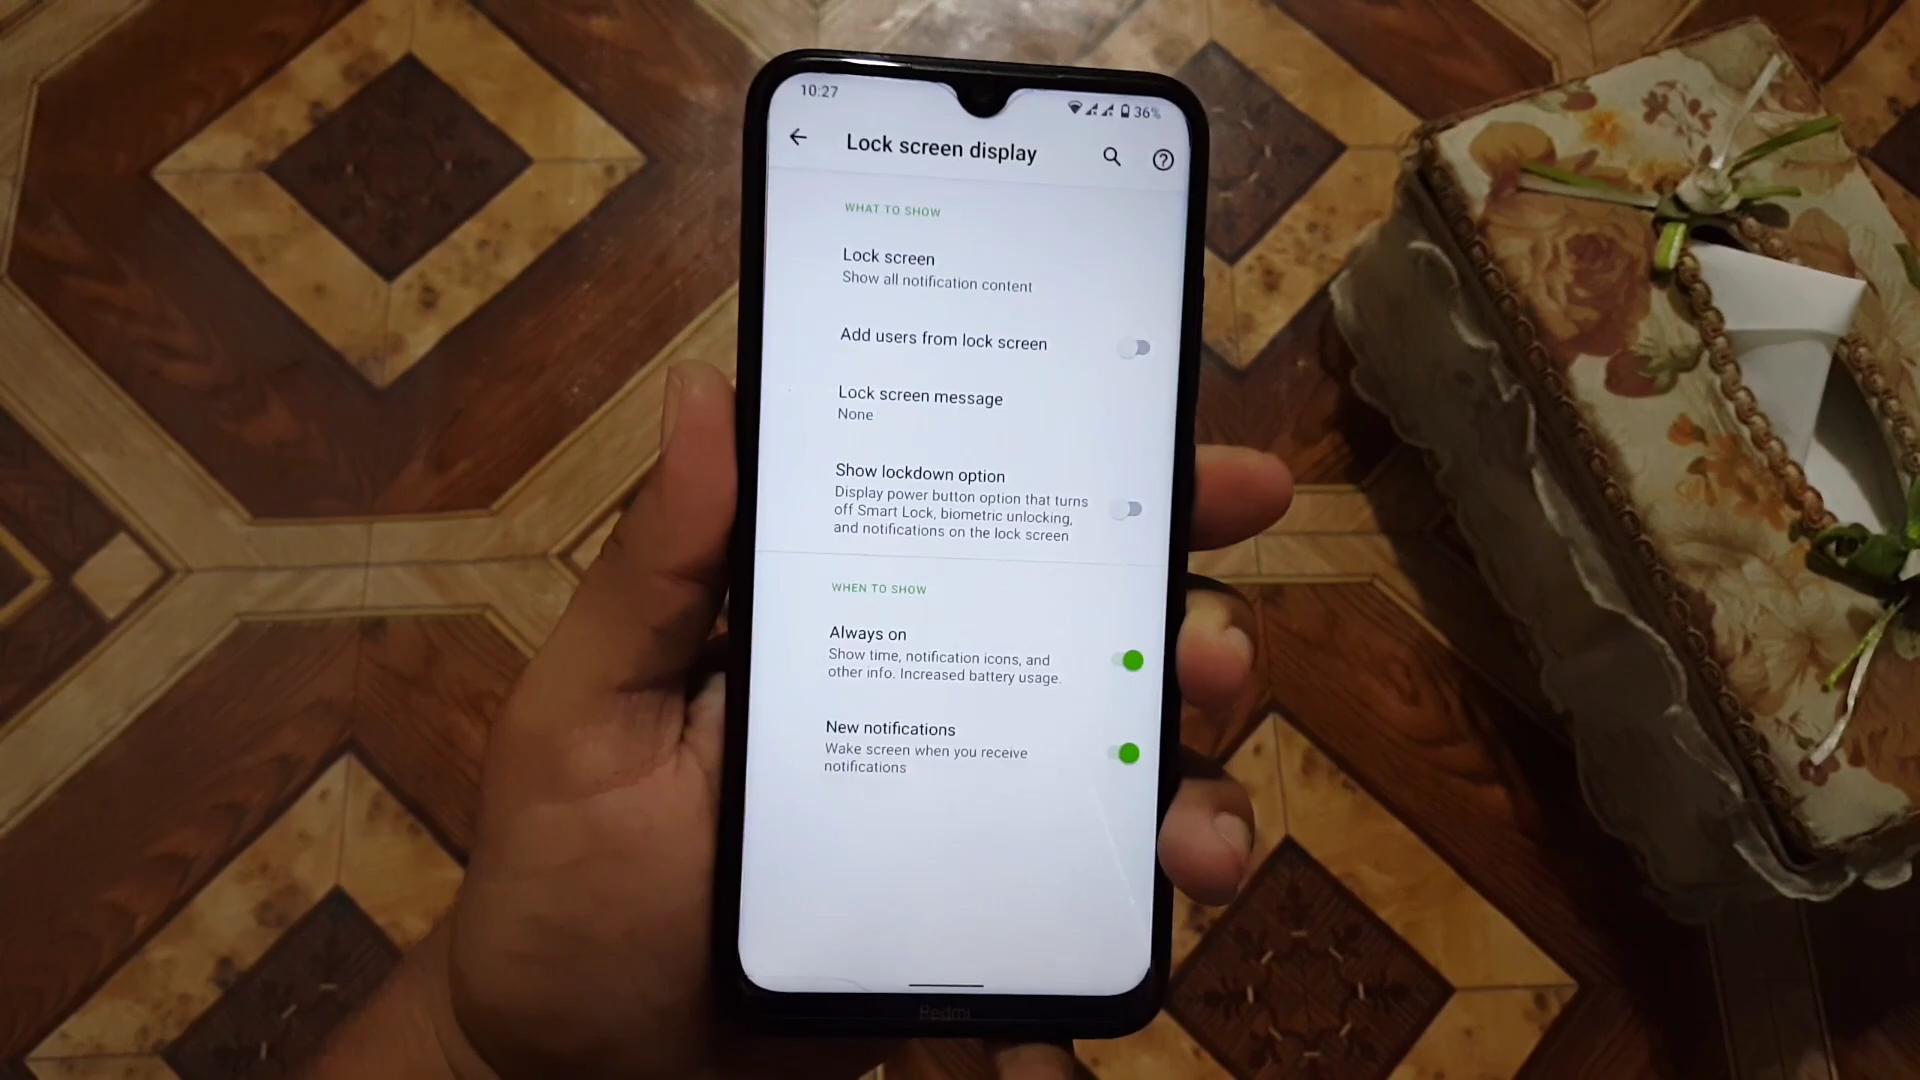 10:27
36%
Lock screen display
WHAT TO SHOW
Lock screen
Show all notification content
Add users from lock screen
Lock screen message
None
Show lockdown option
Display power button option that turns
off Smart Lock, biometric unlocking,
and notifications on the lock screen
WHEN TO SHOW
Always on
Show time, notification icons, and
other info. Increased battery usage.
New notifications
Wake screen when you receive
notifications
Redmi